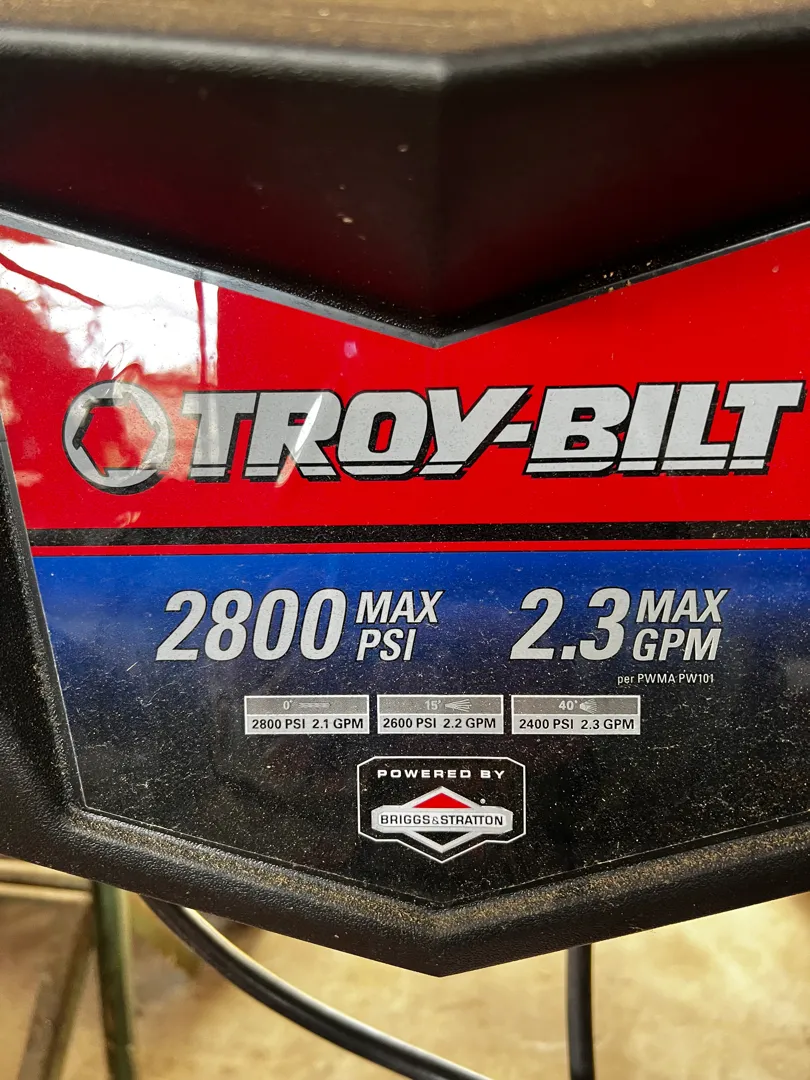 TROY-BILT
2800 MAX PSI 2.3 MAX GPM
per PWMA PW101
0° 15° 40°
2800 PSI 2.1 GPM 2600 PSI 2.2 GPM 2400 PSI 2.3 GPM
POWERED BY
BRIGGS&STRATTON